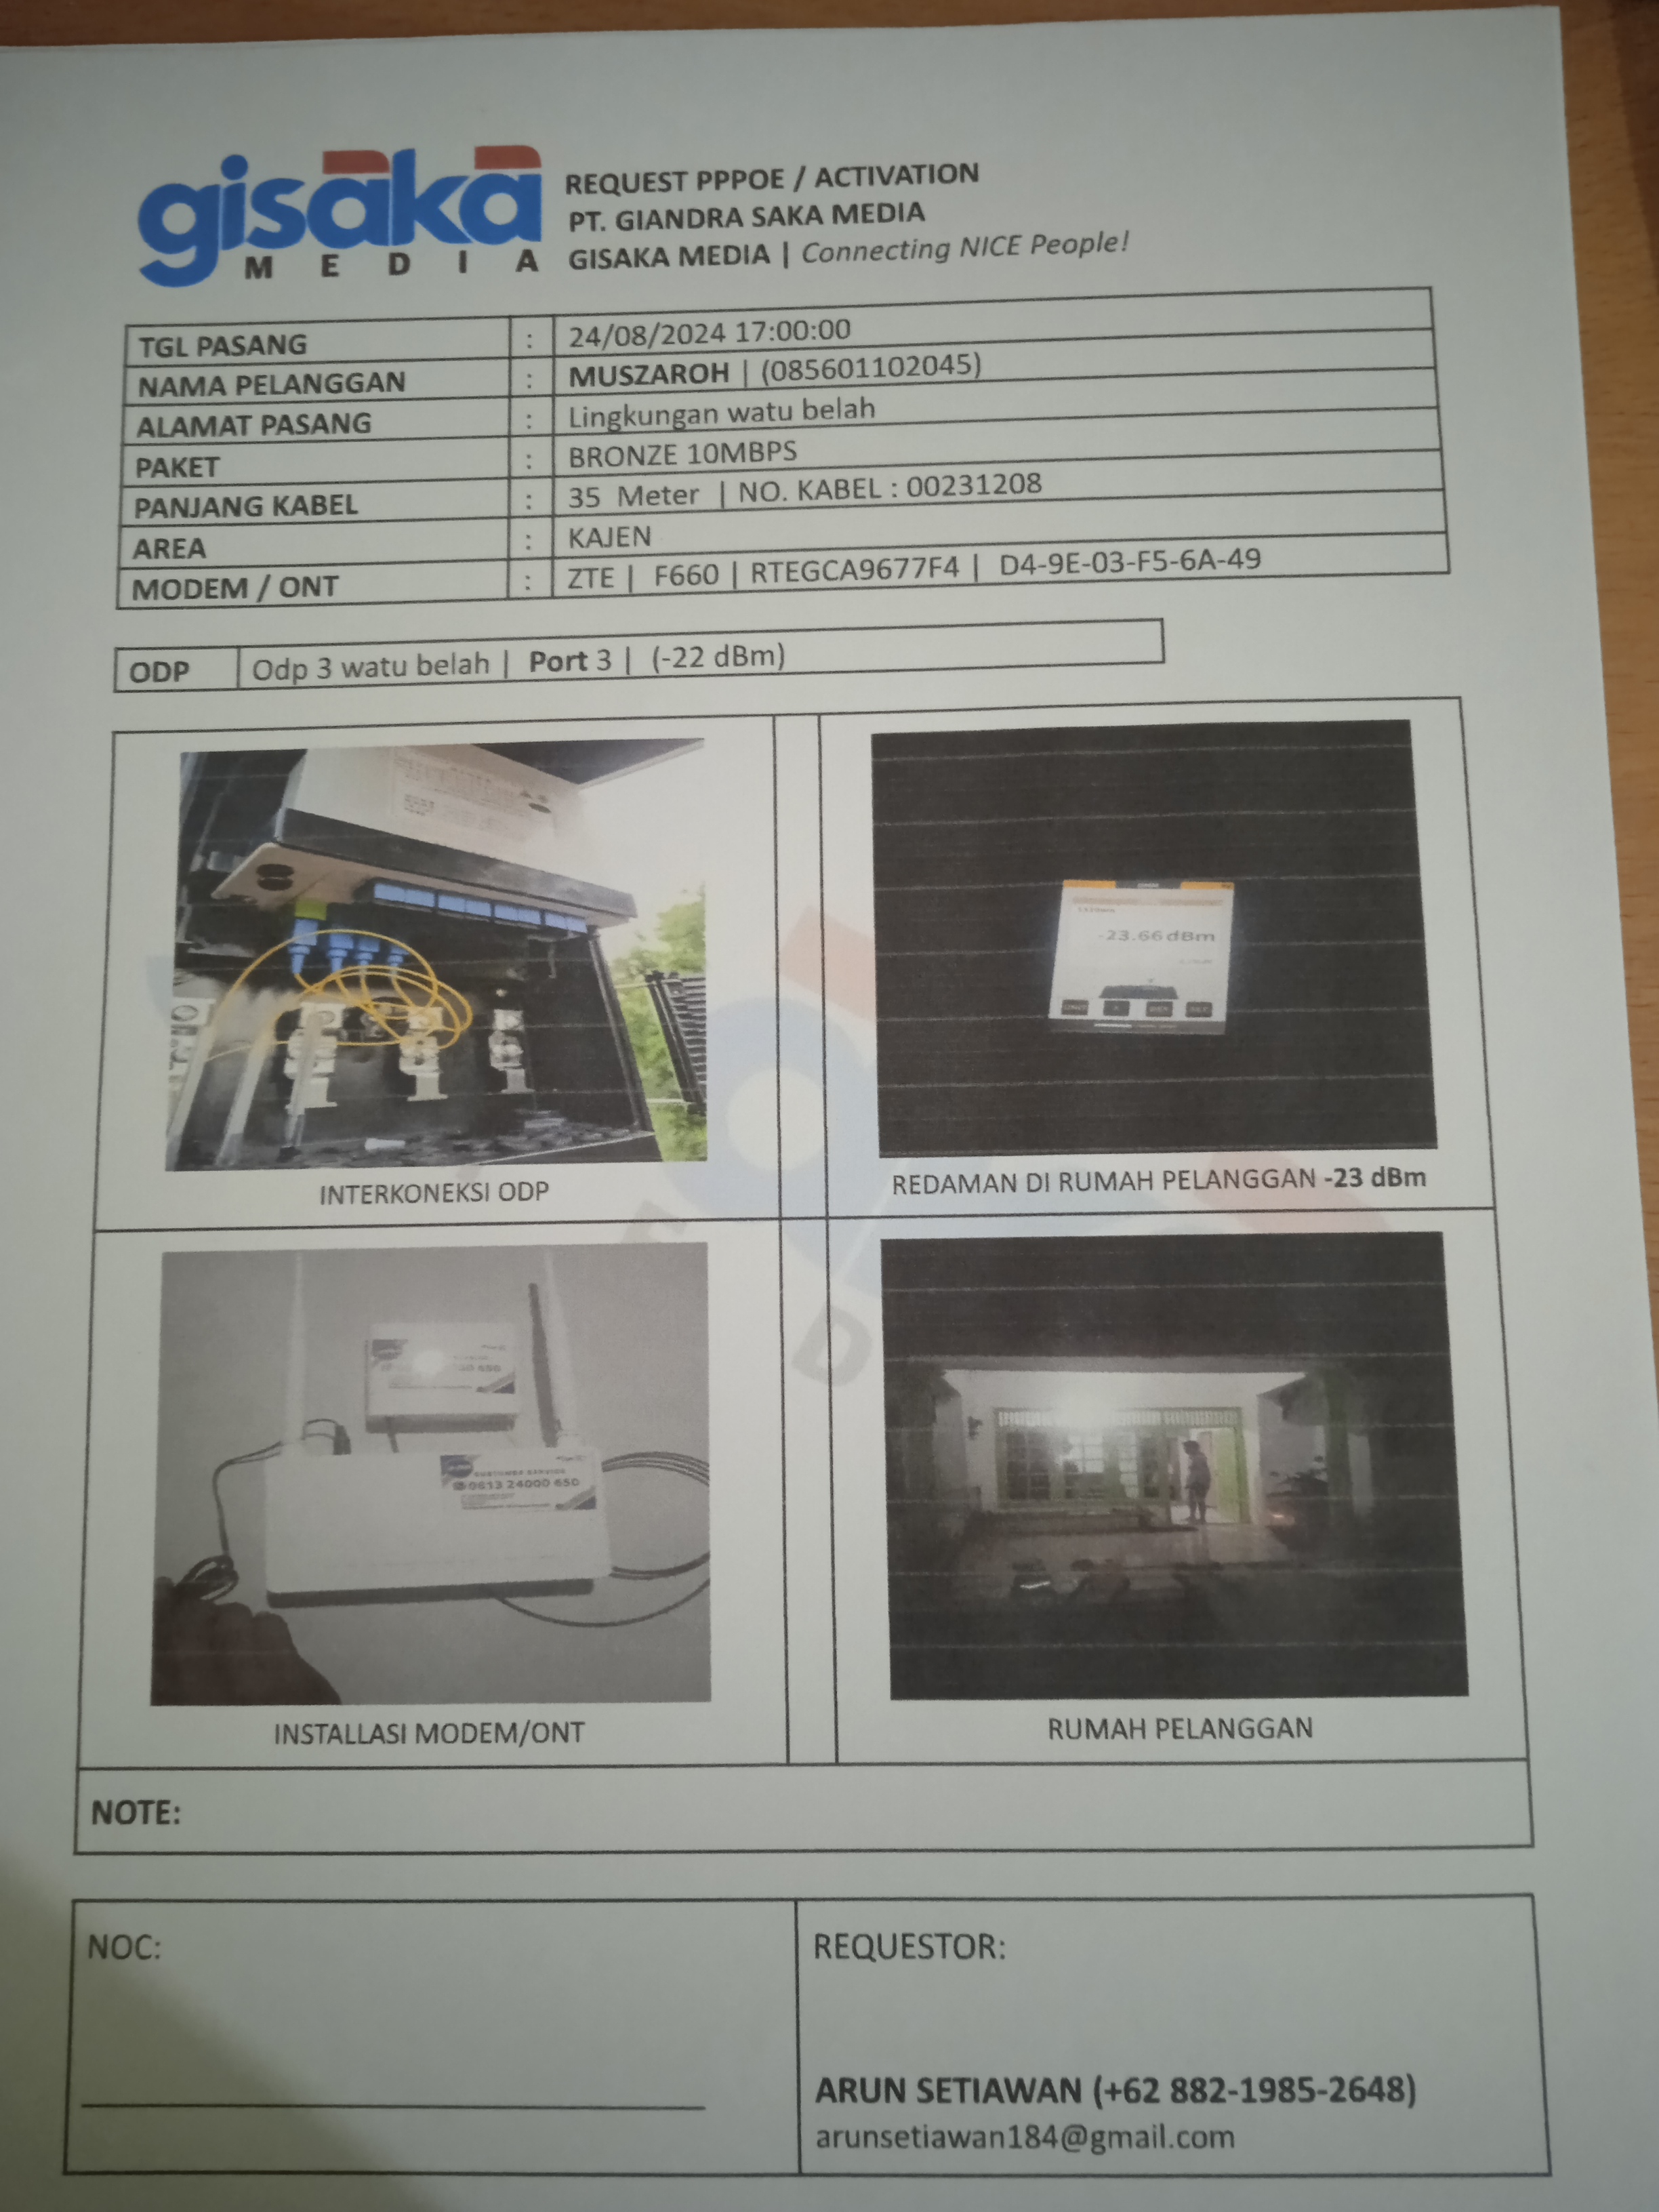 gisaka
MEDIA
REQUEST PPPOE / ACTIVATION
PT. GIANDRA SAKA MEDIA
GISAKA MEDIA | Connecting NICE People!
TGL PASANG : 24/08/2024 17:00:00
NAMA PELANGGAN : MUSZAROH | (085601102045)
ALAMAT PASANG : Lingkungan watu belah
PAKET : BRONZE 10MBPS
PANJANG KABEL : 35 Meter | NO. KABEL : 00231208
AREA : KAJEN
MODEM / ONT : ZTE | F660 | RTEGCA9677F4 | D4-9E-03-F5-6A-49
ODP Odp 3 watu belah | Port 3 | (-22 dBm)
-23.66dBm
INTERKONEKSI ODP
REDAMAN DI RUMAH PELANGGAN -23 dBm
CUSTOMER SERVICE
0813 24000 650
INSTALLASI MODEM/ONT
RUMAH PELANGGAN
NOTE:
NOC:
REQUESTOR:
ARUN SETIAWAN (+62 882-1985-2648)
arunsetiawan184@gmail.com